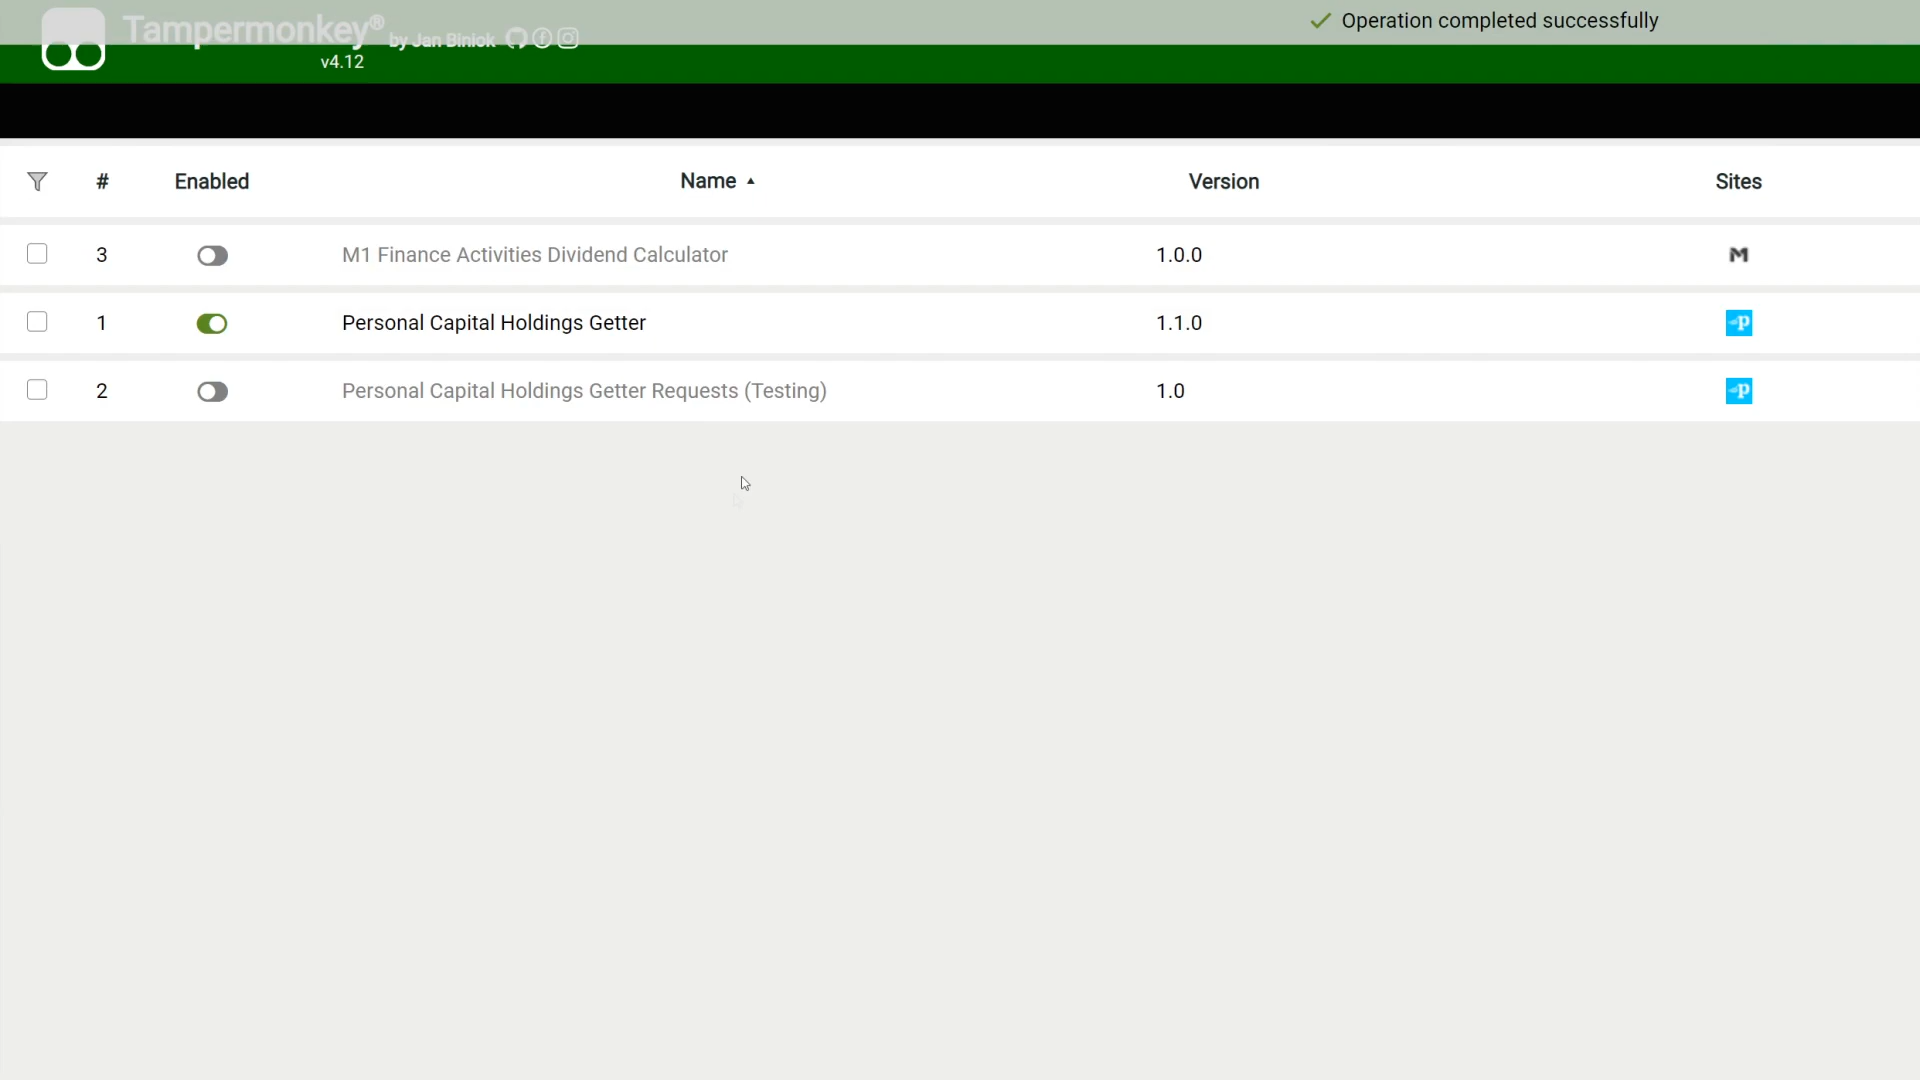 Tampermonkey® by Jan Biniok
Operation completed successfully
v4.12
# Enabled Name ▲ Version Sites
3 M1 Finance Activities Dividend Calculator 1.0.0 M
1 Personal Capital Holdings Getter 1.1.0 p
2 Personal Capital Holdings Getter Requests (Testing) 1.0 p